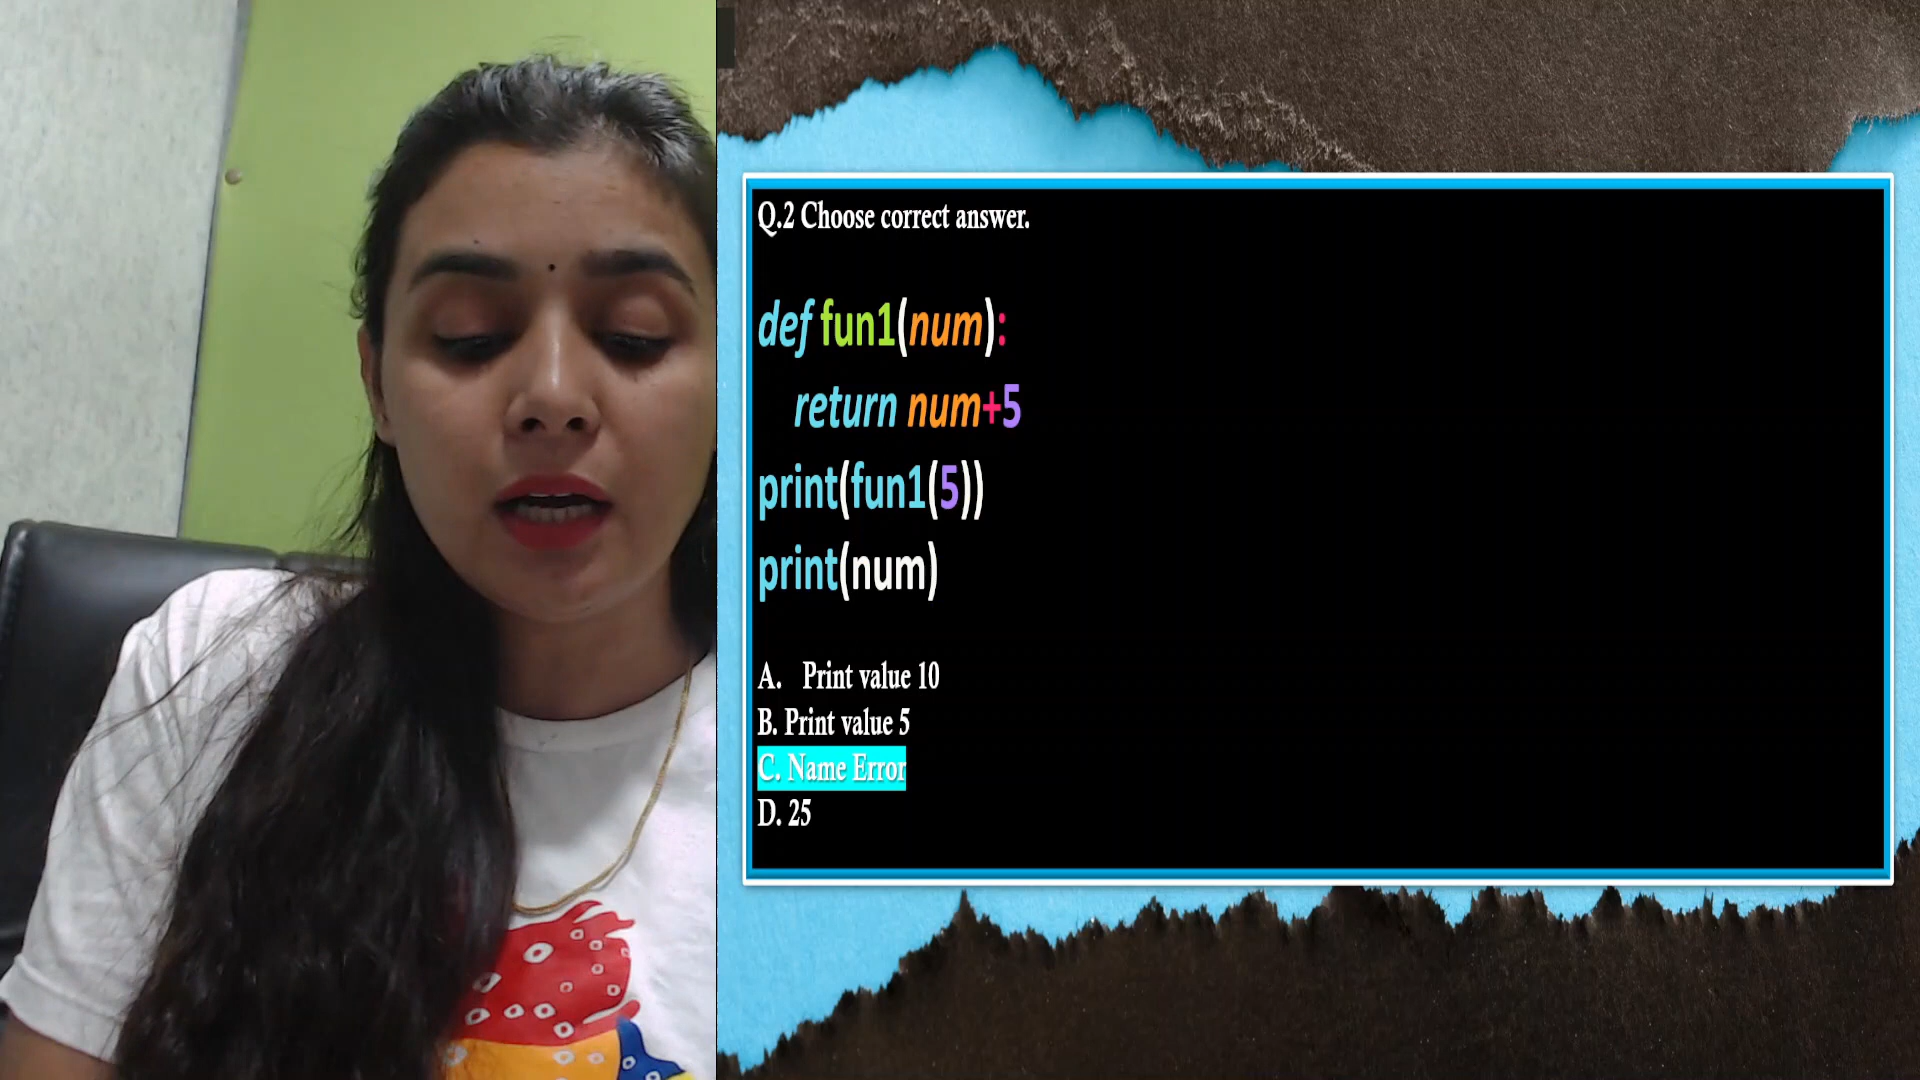 Q.2 Choose correct answer.
def fun1(num):
return num+5
print(fun1(5))
print(num)
A. Print value 10
B. Print value 5
C. Name Error
D. 25